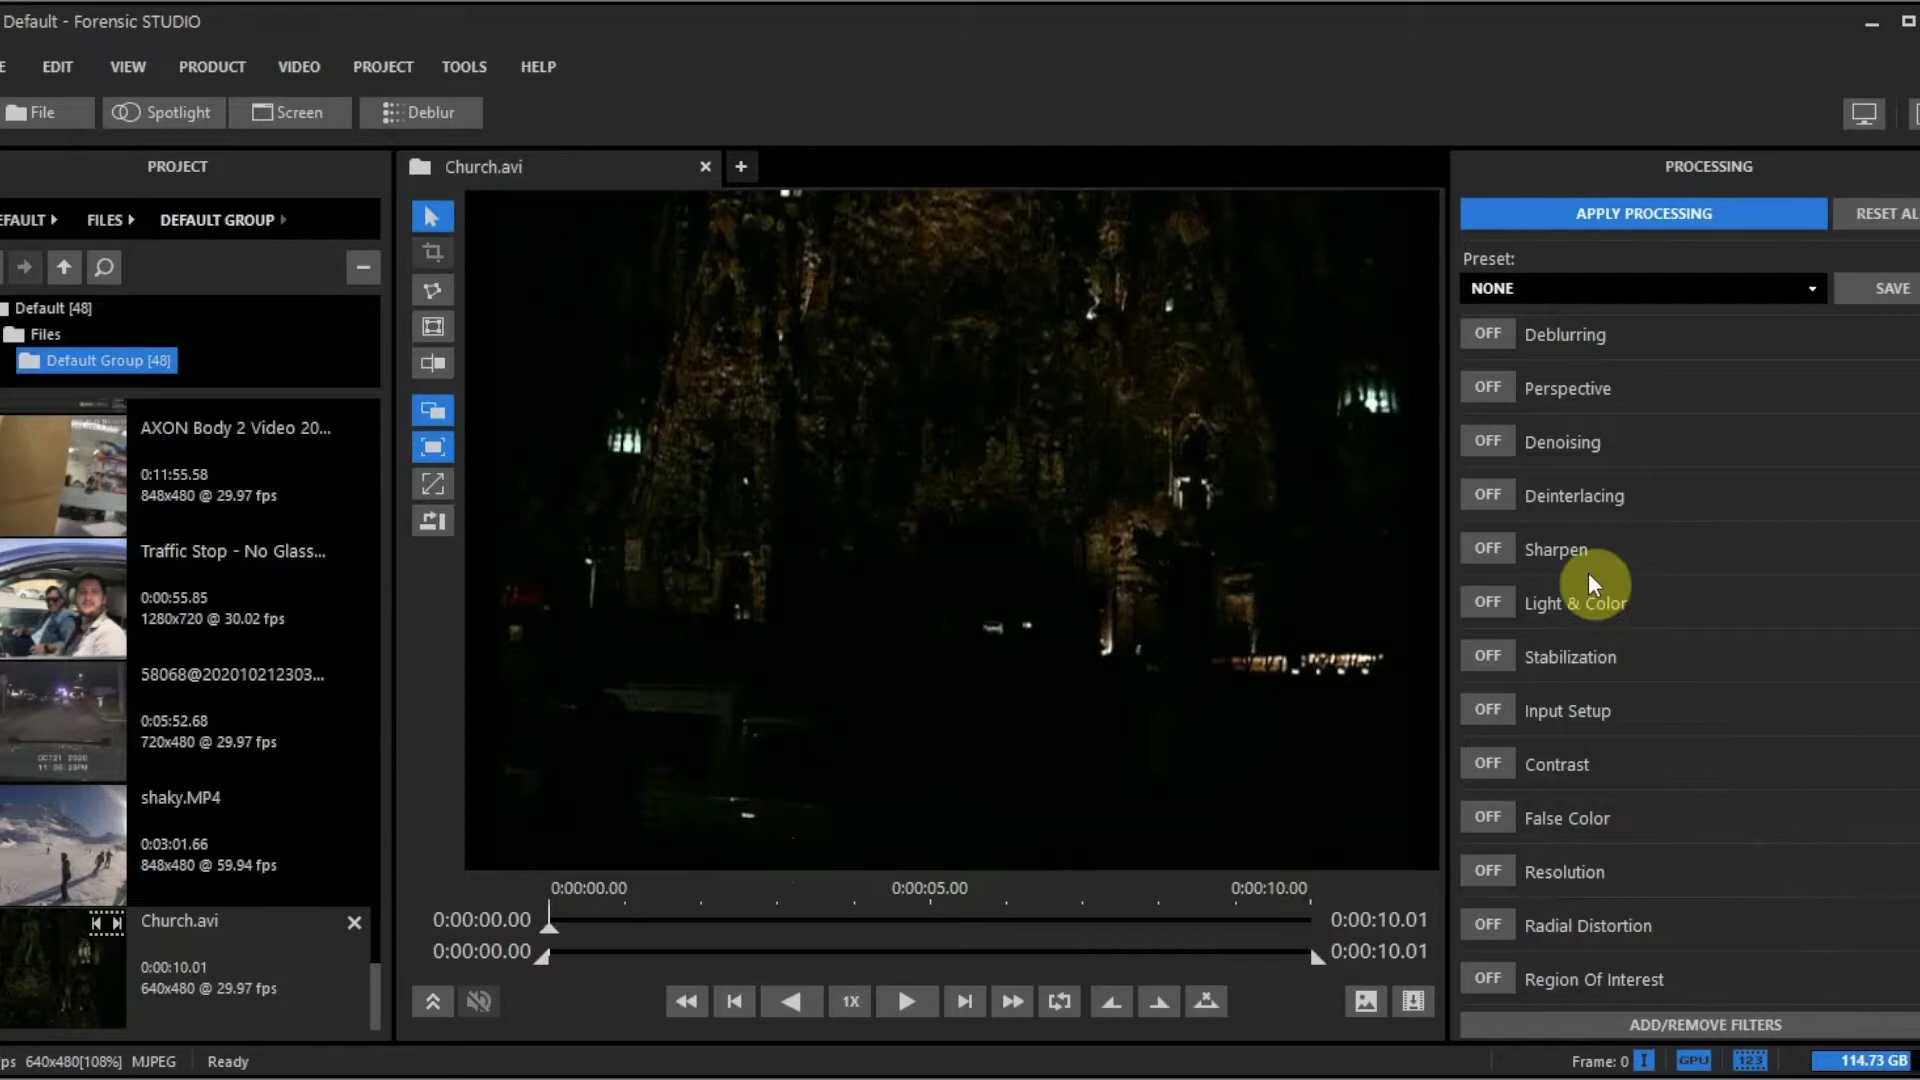 Default - Forensic STUDIO
E EDIT VIEW PRODUCT VIDEO PROJECT TOOLS HELP
File Spotlight Screen Deblur
PROJECT
EFAULT FILES DEFAULT GROUP
Default [48]
Files
Default Group [48]
AXON Body 2 Video 20...
0:11:55.58
848x480 @ 29.97 fps
Traffic Stop - No Glass...
0:00:55.85
1280x720 @ 30.02 fps
58068@202010212303...
0:05:52.68
720x480 @ 29.97 fps
OCT21 2020
shaky.MP4
0:03:01.66
848x480 @ 59.94 fps
Church.avi
0:00:10.01
640x480 @ 29.97 fps
Church.avi
0:00:00.00 0:00:05.00 0:00:10.00
0:00:00.00 0:00:10.01
0:00:00.00 0:00:10.01
1X
PROCESSING
APPLY PROCESSING RESET AL
Preset:
NONE SAVE
OFF Deblurring
OFF Perspective
OFF Denoising
OFF Deinterlacing
OFF Sharpen
OFF Light & Color
OFF Stabilization
OFF Input Setup
OFF Contrast
OFF False Color
OFF Resolution
OFF Radial Distortion
OFF Region Of Interest
ADD/REMOVE FILTERS
ps 640x480[108%] MJPEG Ready Frame: 0 I GPU 123 114.73 GB